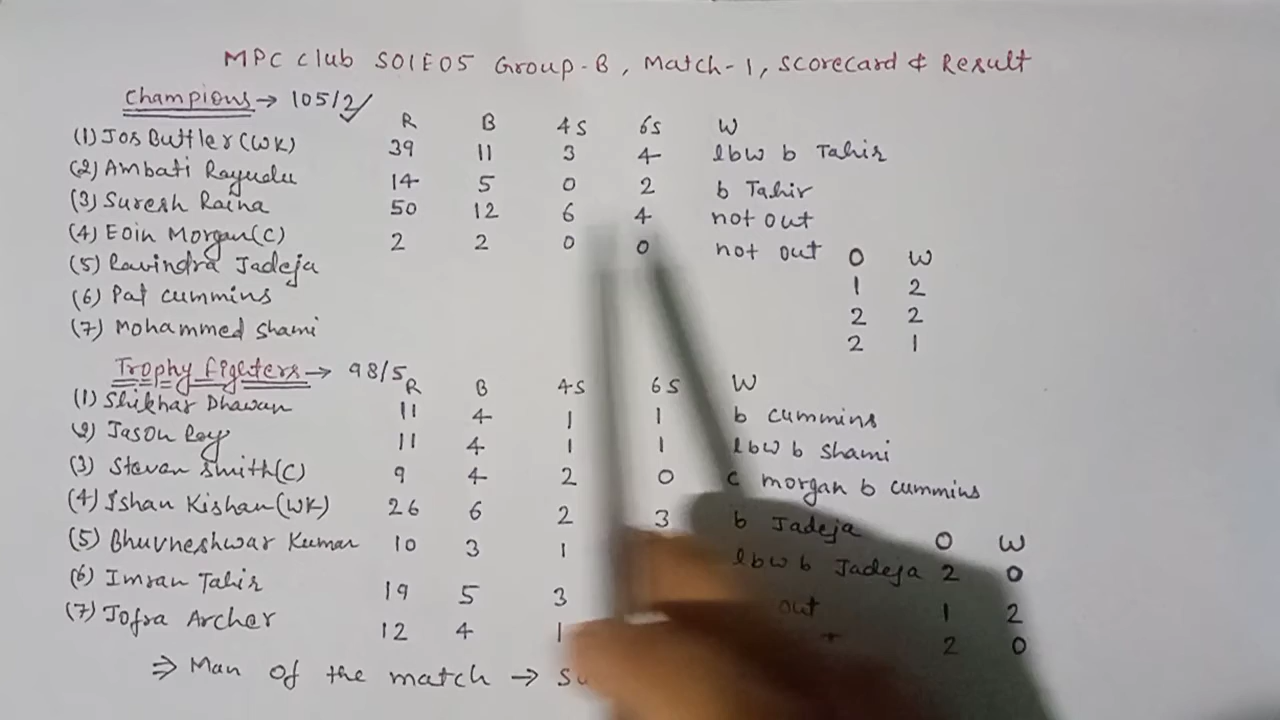 MPC Club S01E05 Group-B, Match-1, Scorecard & Result
Champions → 105/2
R B 4s 6s W
(1) Jos Buttler (WK) 39 11 3 4 lbw b Tahir
(2) Ambati Rayudu 14 5 0 2 b Tahir
(3) Suresh Raina 50 12 6 4 not out
(4) Eoin Morgan(C) 2 2 0 0 not out O W
(5) Ravindra Jadeja 1 2
(6) Pat Cummins 2 2
(7) Mohammed Shami 2 1
Trophy Fighters → 98/5
R B 4s 6s W
(1) Shikhar Dhawan 11 4 1 1 b cummins
(2) Jason Roy 11 4 1 1 lbw b Shami
(3) Stevan Smith(C) 9 4 2 0 c morgan b cummins
(4) Ishan Kishan (WK) 26 6 2 3 b Jadeja O W
(5) Bhuvneshwar Kumar 10 3 1 lbw b Jadeja 2 0
(6) Imran Tahir 19 5 3 out 1 2
(7) Jofra Archer 12 4 1 2 0
⇒ Man of the match →